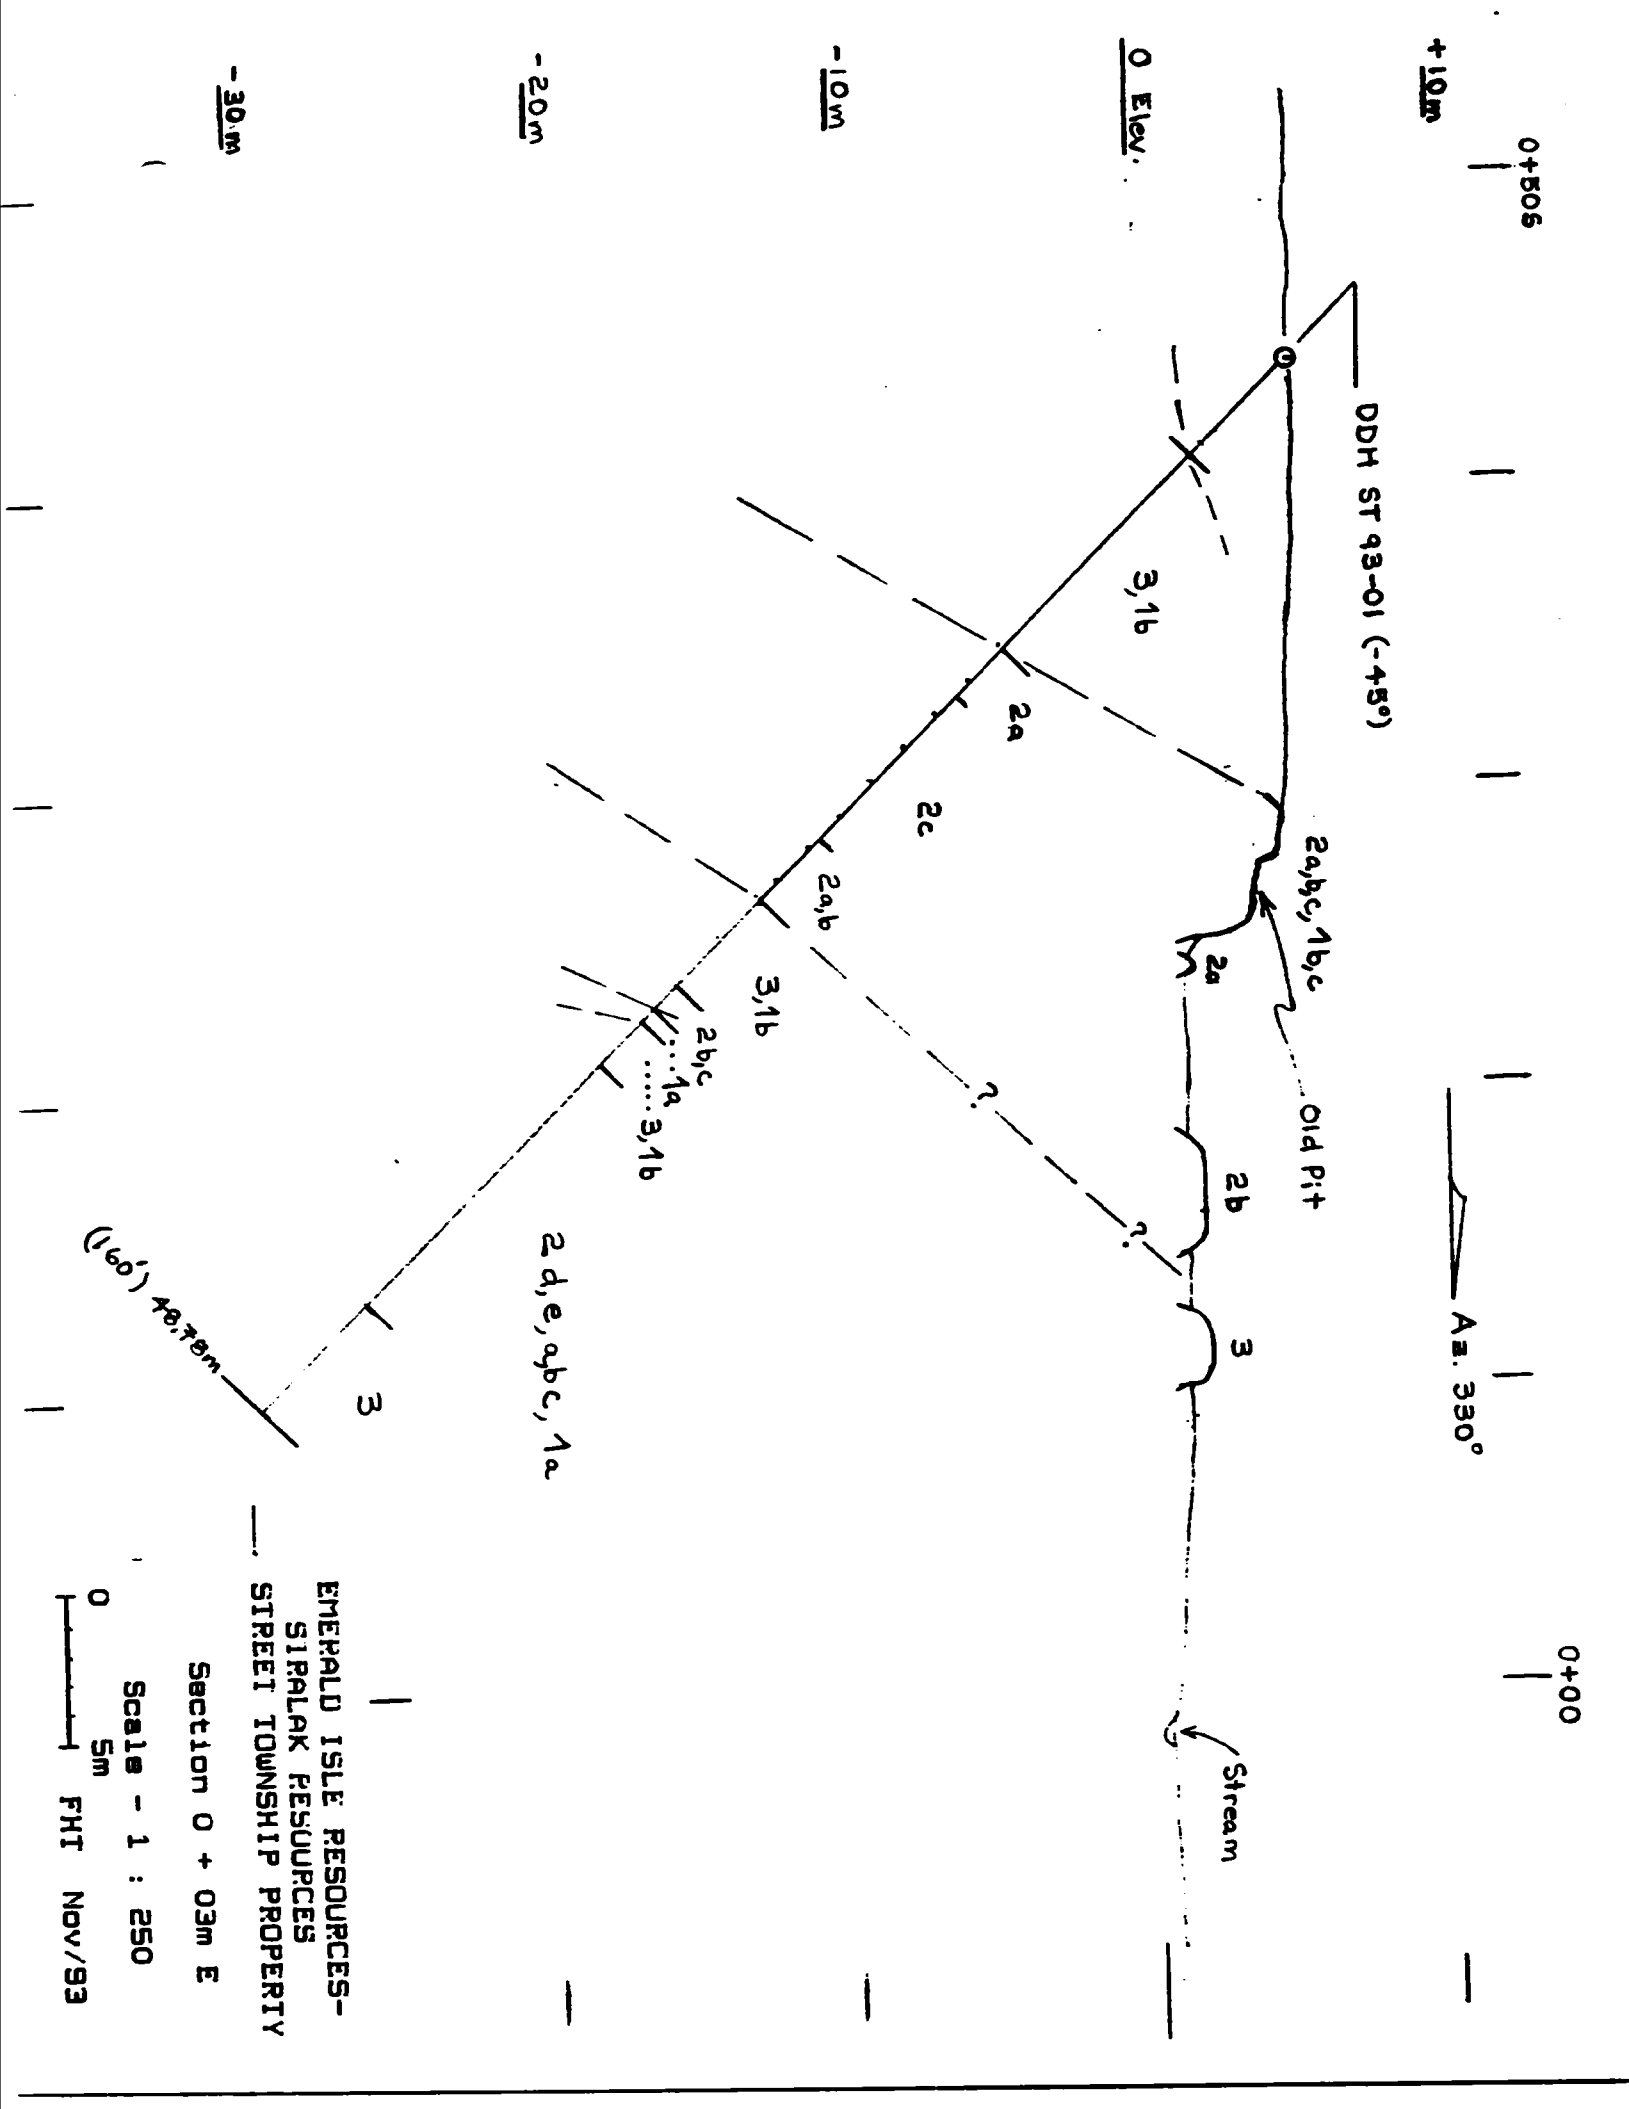 0+50S
0+00
+10m
0 Elev.
-10m
-20m
-30m
DDH ST 93-01 (-45°)
Az. 330°
2a,b,c, 1b,c
Old Pit
2a
2b
3
Stream
3,1b
2a
2c
2a,b
3,1b
2b,c
....1a
.....3,1b
2 d,e,a,b c, 1a
3
(160') 48.78m
EMERALD ISLE RESOURCES-
SIRALAK RESOURCES
STREET TOWNSHIP PROPERTY
Section 0 + 03m E
Scale - 1 : 250
0 5m
FHT Nov/93